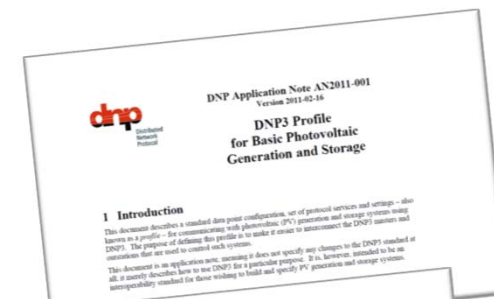 dnp
Distributed
Network
Protocol
DNP Application Note AN2011-001
Version 2011-02-16
DNP3 Profile
for Basic Photovoltaic
Generation and Storage
1 Introduction
This document describes a standard data point configuration, set of protocol services and settings – also
known as a profile – for communicating with photovoltaic (PV) generation and storage systems using
DNP3. The purpose of defining this profile is to make it easier to interconnect the DNP3 masters and
outstations that are used to control such systems.
This document is an application note, meaning it does not specify any changes to the DNP3 standard at
all; it merely describes how to use DNP3 for a particular purpose. It is, however, intended to be an
interoperability standard for those wishing to build and specify PV generation and storage systems.